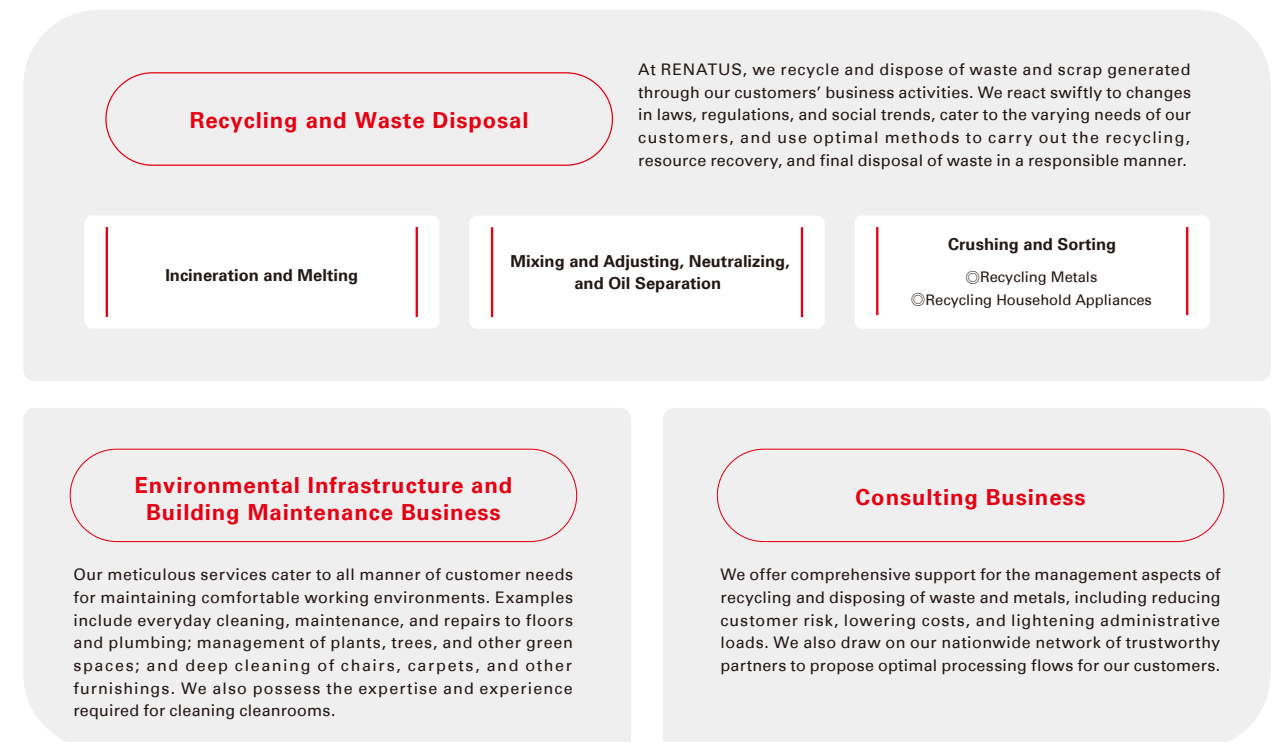 Recycling and Waste Disposal
At RENATUS, we recycle and dispose of waste and scrap generated
through our customers’ business activities. We react swiftly to changes
in laws, regulations, and social trends, cater to the varying needs of our
customers, and use optimal methods to carry out the recycling,
resource recovery, and final disposal of waste in a responsible manner.
Incineration and Melting
Mixing and Adjusting, Neutralizing,
and Oil Separation
Crushing and Sorting
◎Recycling Metals
◎Recycling Household Appliances
Environmental Infrastructure and
Building Maintenance Business
Our meticulous services cater to all manner of customer needs
for maintaining comfortable working environments. Examples
include everyday cleaning, maintenance, and repairs to floors
and plumbing; management of plants, trees, and other green
spaces; and deep cleaning of chairs, carpets, and other
furnishings. We also possess the expertise and experience
required for cleaning cleanrooms.
Consulting Business
We offer comprehensive support for the management aspects of
recycling and disposing of waste and metals, including reducing
customer risk, lowering costs, and lightening administrative
loads. We also draw on our nationwide network of trustworthy
partners to propose optimal processing flows for our customers.